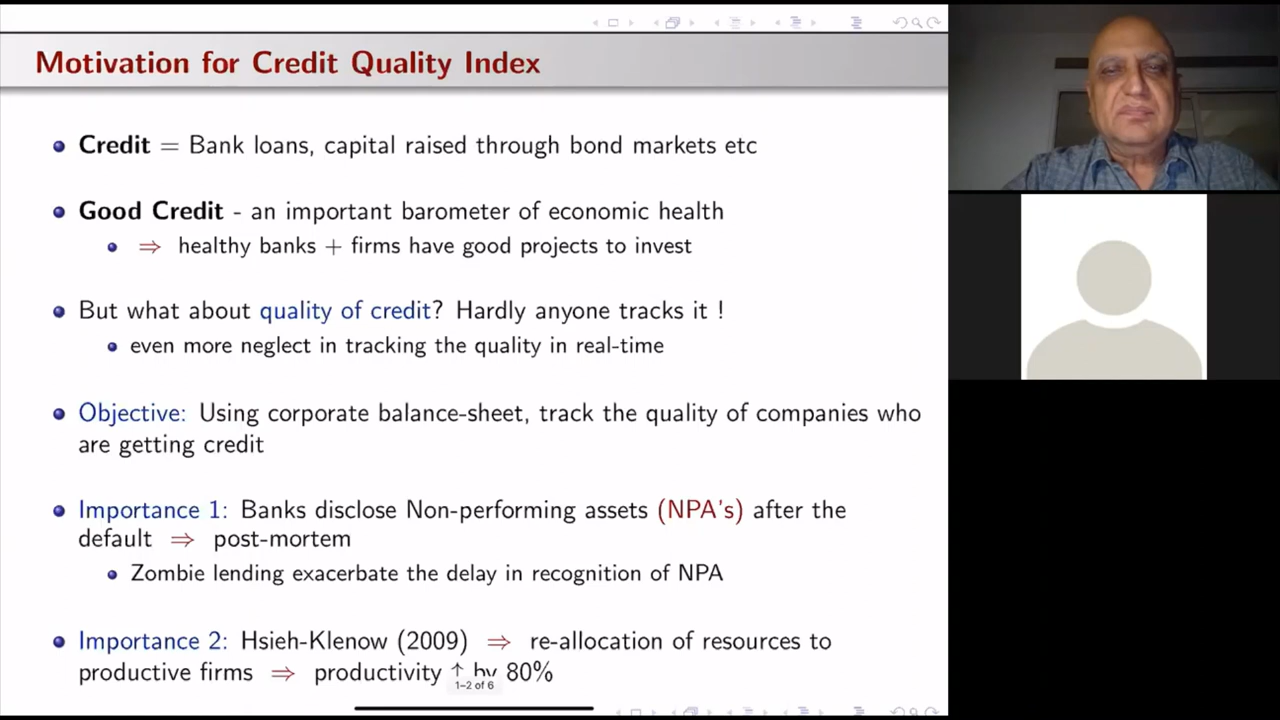 Motivation for Credit Quality Index
Credit = Bank loans, capital raised through bond markets etc
Good Credit - an important barometer of economic health
⇒ healthy banks + firms have good projects to invest
But what about quality of credit? Hardly anyone tracks it !
even more neglect in tracking the quality in real-time
Objective: Using corporate balance-sheet, track the quality of companies who
are getting credit
Importance 1: Banks disclose Non-performing assets (NPA's) after the
default ⇒ post-mortem
Zombie lending exacerbate the delay in recognition of NPA
Importance 2: Hsieh-Klenow (2009) ⇒ re-allocation of resources to
productive firms ⇒ productivity ↑ by 80%
1–2 of 6